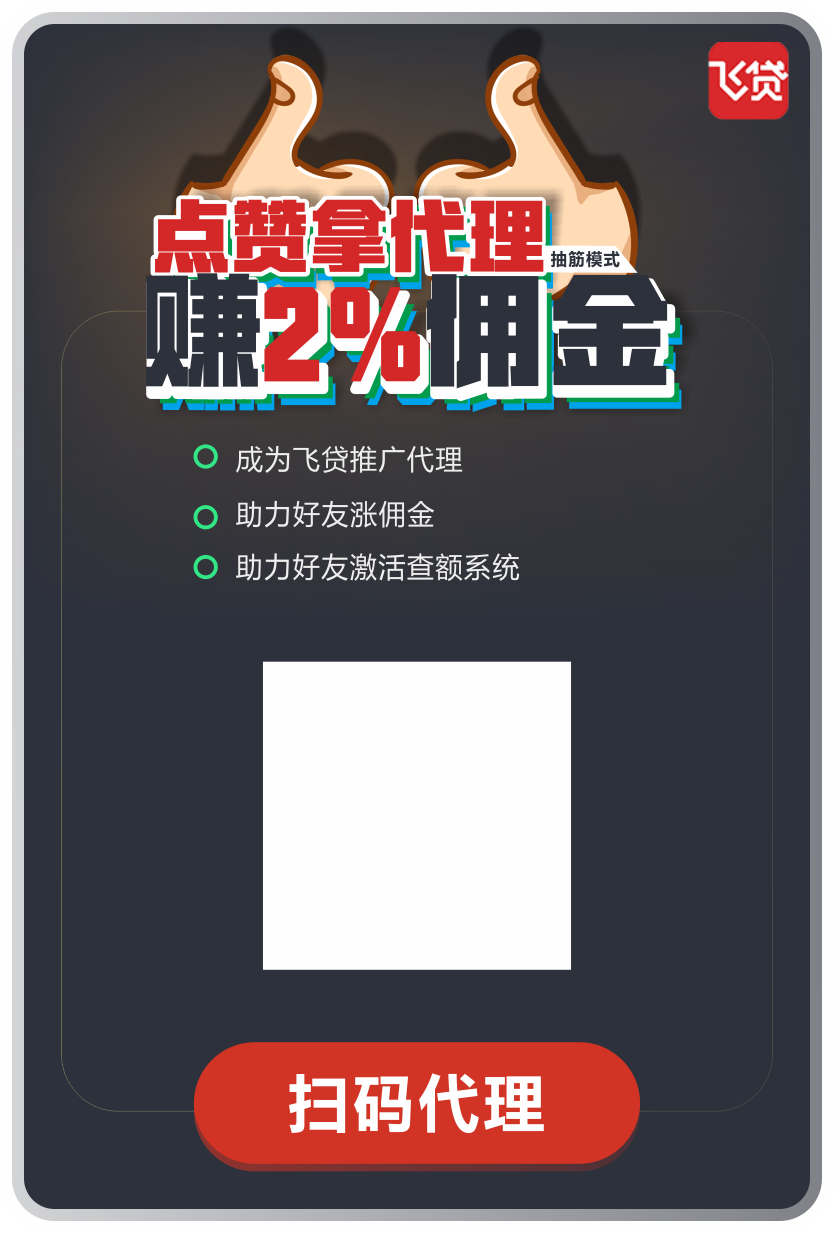 飞贷
点赞拿代理
抽筋模式
赚2%佣金
成为飞贷推广代理
助力好友涨佣金
助力好友激活查额系统
扫码代理